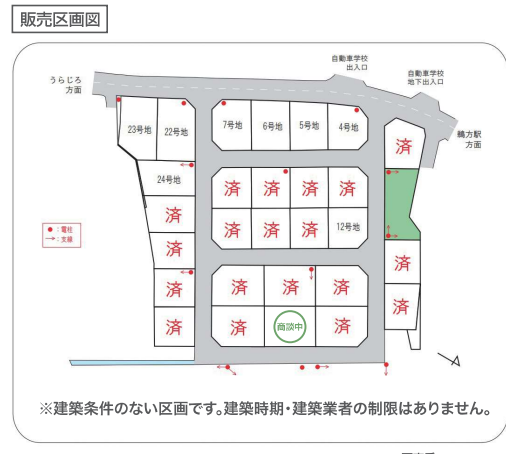 販売区画図
自動車学校
出入口
自動車学校
地下出入口
うらじろ
方面
鶴方駅
方面
23号地
22号地
7号地
6号地
5号地
4号地
済
24号地
済
済
済
済
済
済
済
済
12号地
済
済
済
済
済
済
済
済
済
商談中
済
済
●:電柱
→:支線
※建築条件のない区画です。建築時期・建築業者の制限はありません。